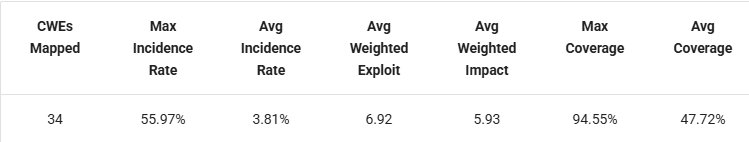 CWEs Mapped	Max Incidence Rate	Avg Incidence Rate	Avg Weighted Exploit	Avg Weighted Impact	Max Coverage	Avg Coverage
34	55.97%	3.81%	6.92	5.93	94.55%	47.72%